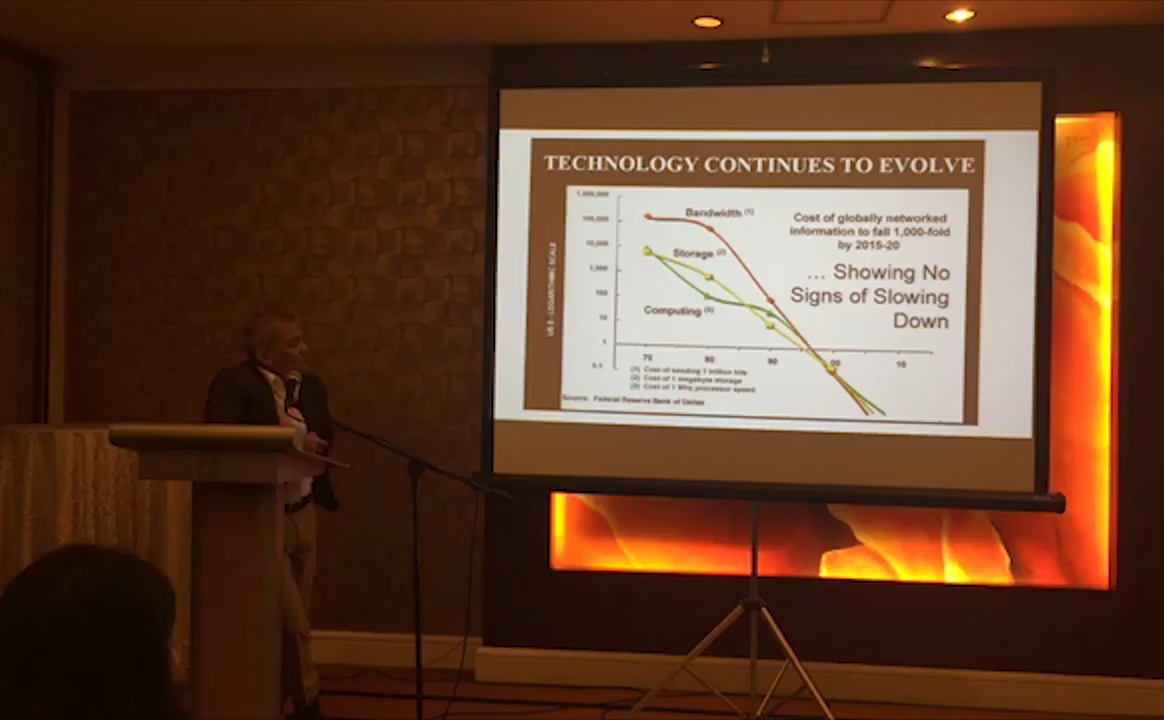 TECHNOLOGY CONTINUES TO EVOLVE
1,000,000
100,000
10,000
1,000
100
10
1
0.1
US $ - LOGARITHMIC SCALE
Bandwidth (1)
Storage (2)
Computing (3)
70
80
90
00
10
Cost of globally networked
information to fall 1,000-fold
by 2015-20
... Showing No
Signs of Slowing
Down
(1) Cost of sending 1 trillion bits
(2) Cost of 1 megabyte storage
(3) Cost of 1 MHz processor speed
Source: Federal Reserve Bank of Dallas